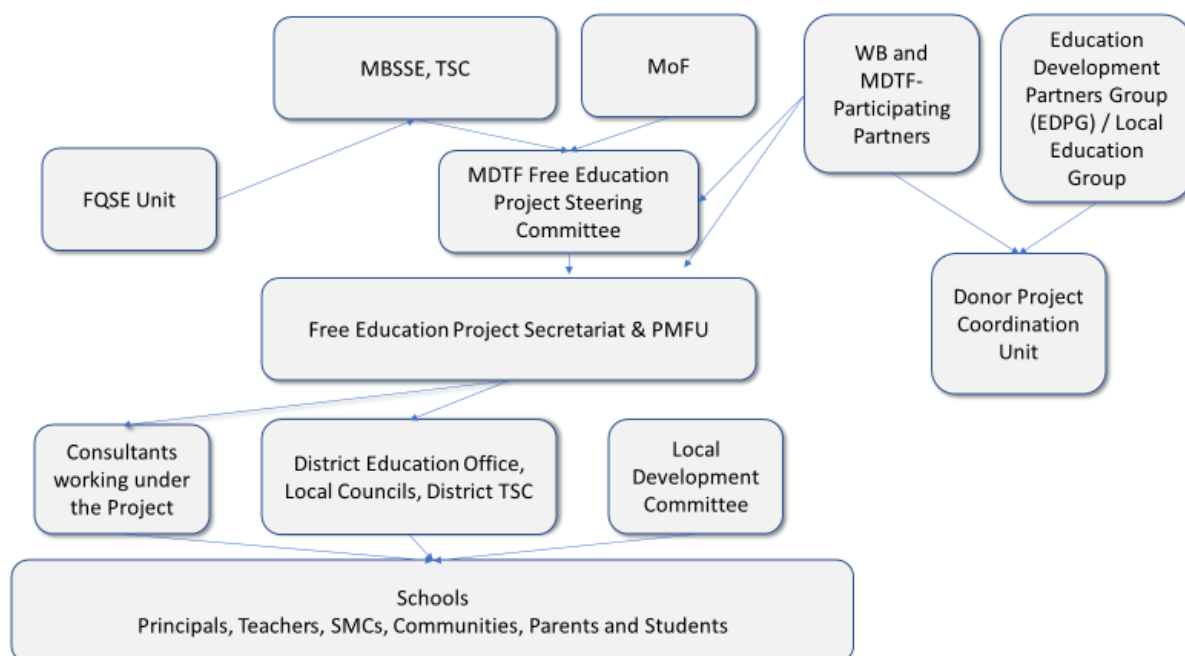 MBSSE, TSC
MoF
WB and
MDTF-
Participating
Partners
Education
Development
Partners Group
(EDPG) / Local
Education
Group
FQSE Unit
MDTF Free Education
Project Steering
Committee
Free Education Project Secretariat & PMFU
Donor Project
Coordination
Unit
Consultants
working under
the Project
District Education Office,
Local Councils, District TSC
Local
Development
Committee
Schools
Principals, Teachers, SMCs, Communities, Parents and Students